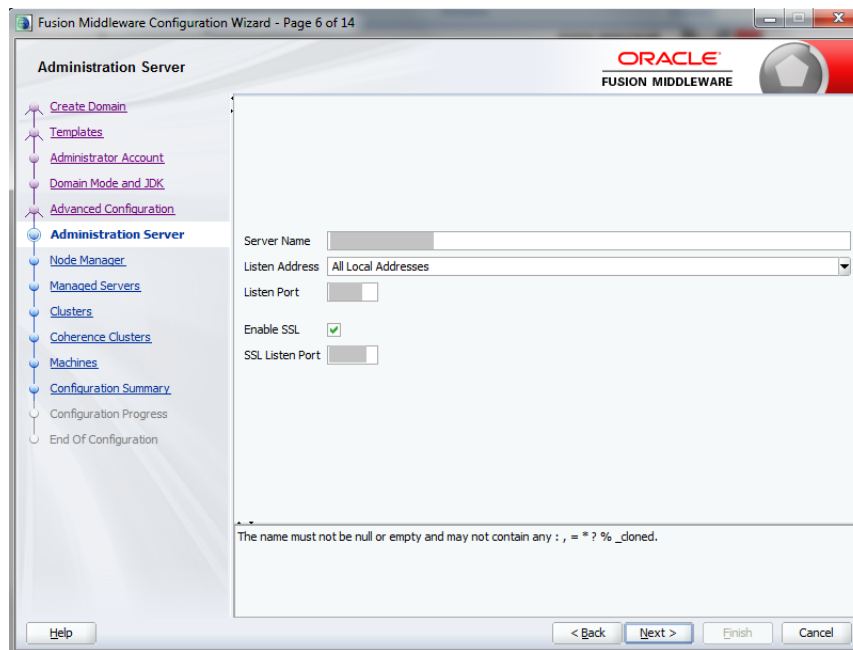 Fusion Middleware Configuration Wizard - Page 6 of 14
Administration Server
ORACLE
FUSION MIDDLEWARE
Create Domain
Templates
Administrator Account
Domain Mode and JDK
Advanced Configuration
Administration Server
Node Manager
Managed Servers
Clusters
Coherence Clusters
Machines
Configuration Summary
Configuration Progress
End Of Configuration
Server Name
Listen Address All Local Addresses
Listen Port
Enable SSL
SSL Listen Port
The name must not be null or empty and may not contain any : , = * ? % _cloned.
Help
< Back Next > Finish Cancel